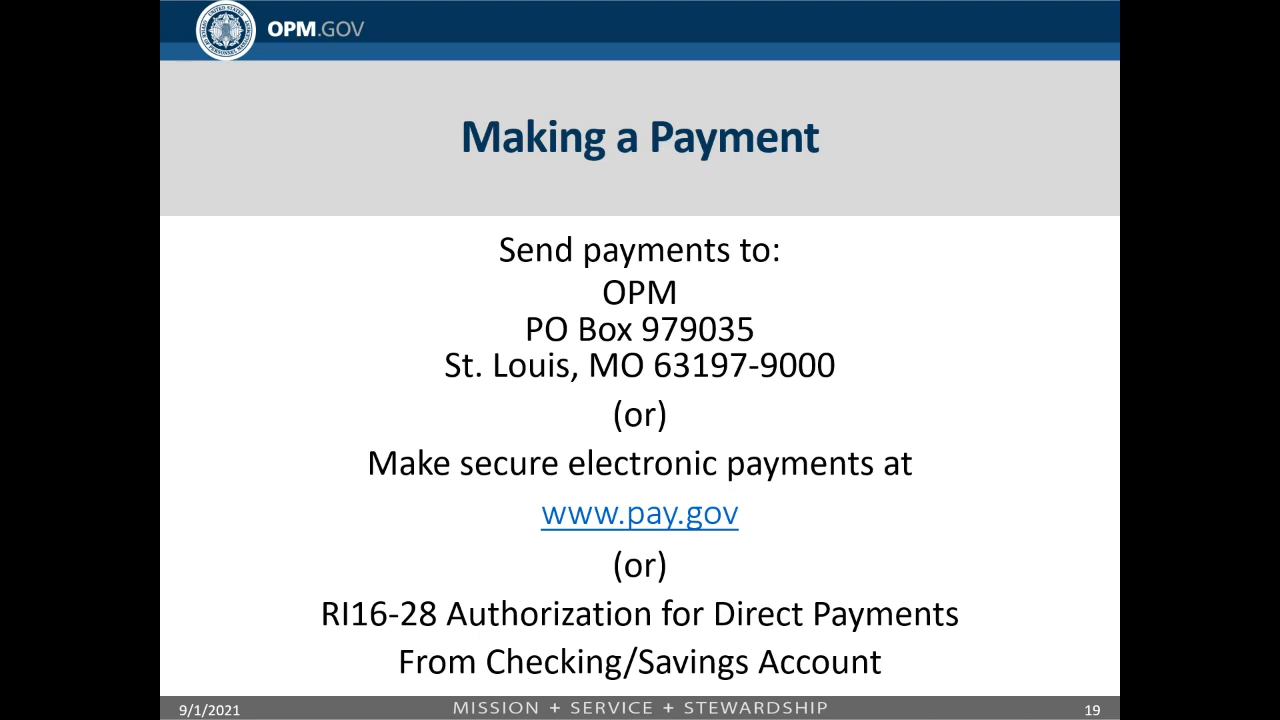 OPM.GOV
Making a Payment
Send payments to:
OPM
PO Box 979035
St. Louis, MO 63197-9000
(or)
Make secure electronic payments at
www.pay.gov
(or)
RI16-28 Authorization for Direct Payments
From Checking/Savings Account
9/1/2021
MISSION + SERVICE + STEWARDSHIP
19